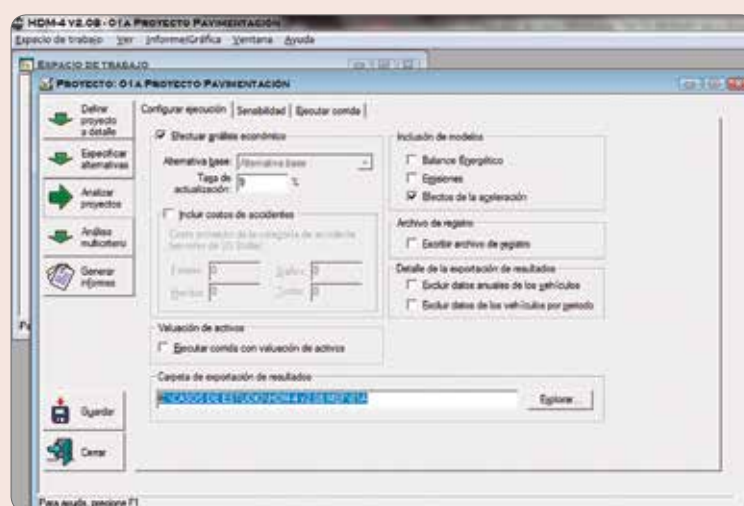 HDM-4 V2.08 - 01A PROYECTO PAVIMENTACIÓN
Espacio de trabajo Ver Informe/Gráfica Ventana Ayuda
ESPACIO DE TRABAJO
PROYECTO: 01A PROYECTO PAVIMENTACIÓN
Definir proyecto a detalle
Especificar alternativas
Analizar proyectos
Análisis multicriterio
Generar informes
Guardar
Cerrar
Configurar ejecución Sensibilidad Ejecutar corrida
Efectuar análisis económico
Alternativa base: Alternativa base
Tasa de actualización: 9 %
Incluir costos de accidentes
Valuación de activos
Ejecutar corrida con valuación de activos
Carpeta de exportación de resultados
Explorar...
Inclusión de modelos
Balance Energético
Emisiones
Efectos de la aceleración
Archivo de registro
Escribir archivo de registro
Detalle de la exportación de resultados
Excluir datos anuales de los vehículos
Excluir datos de los vehículos por periodo
Para ayuda, presione F1